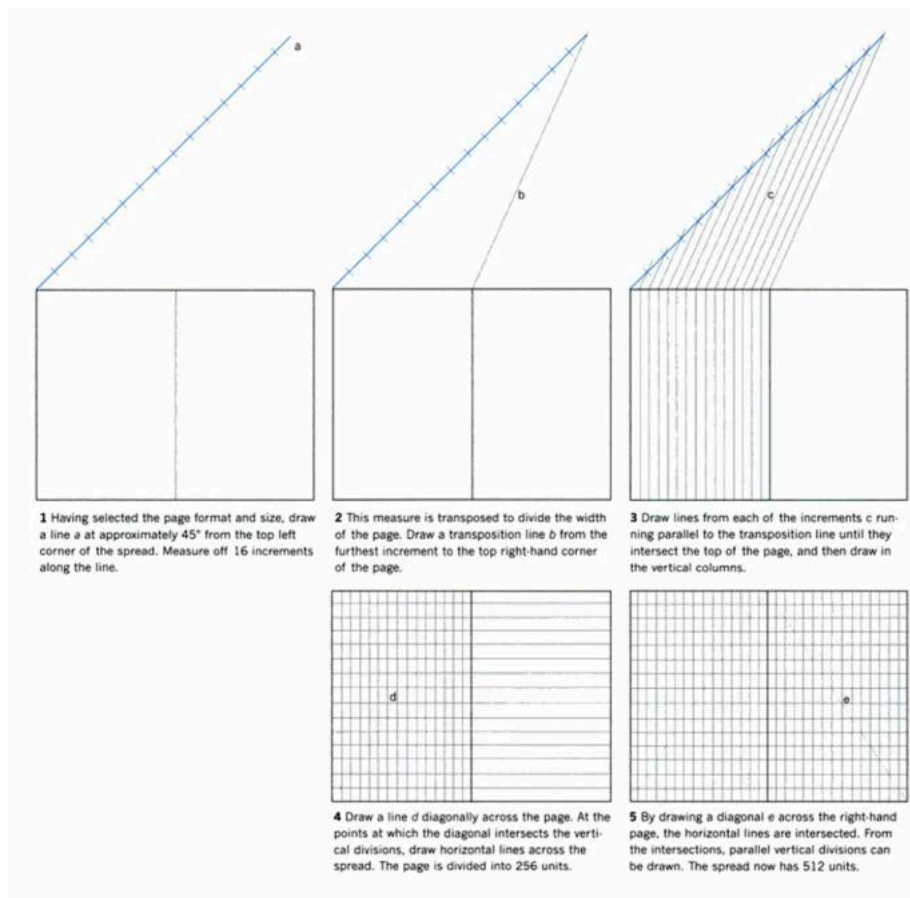 a
b
c
1 Having selected the page format and size, draw
a line a at approximately 45° from the top left
corner of the spread. Measure off 16 increments
along the line.
2 This measure is transposed to divide the width
of the page. Draw a transposition line b from the
furthest increment to the top right-hand corner
of the page.
3 Draw lines from each of the increments c run-
ning parallel to the transposition line until they
intersect the top of the page, and then draw in
the vertical columns.
d
e
4 Draw a line d diagonally across the page. At the
points at which the diagonal intersects the verti-
cal divisions, draw horizontal lines across the
spread. The page is divided into 256 units.
5 By drawing a diagonal e across the right-hand
page, the horizontal lines are intersected. From
the intersections, parallel vertical divisions can
be drawn. The spread now has 512 units.